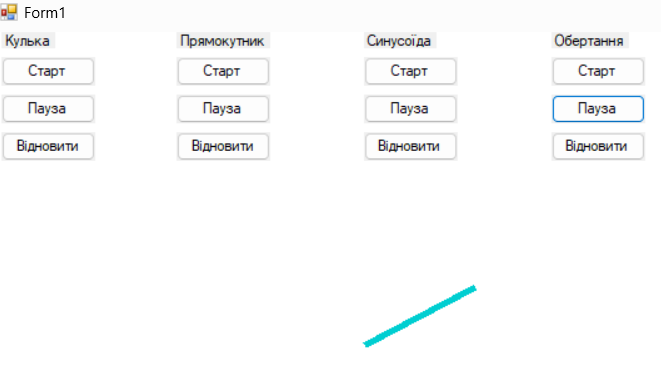 Form1
Кулька Прямокутник Синусоїда Обертання
Старт Старт Старт Старт
Пауза Пауза Пауза Пауза
Відновити Відновити Відновити Відновити